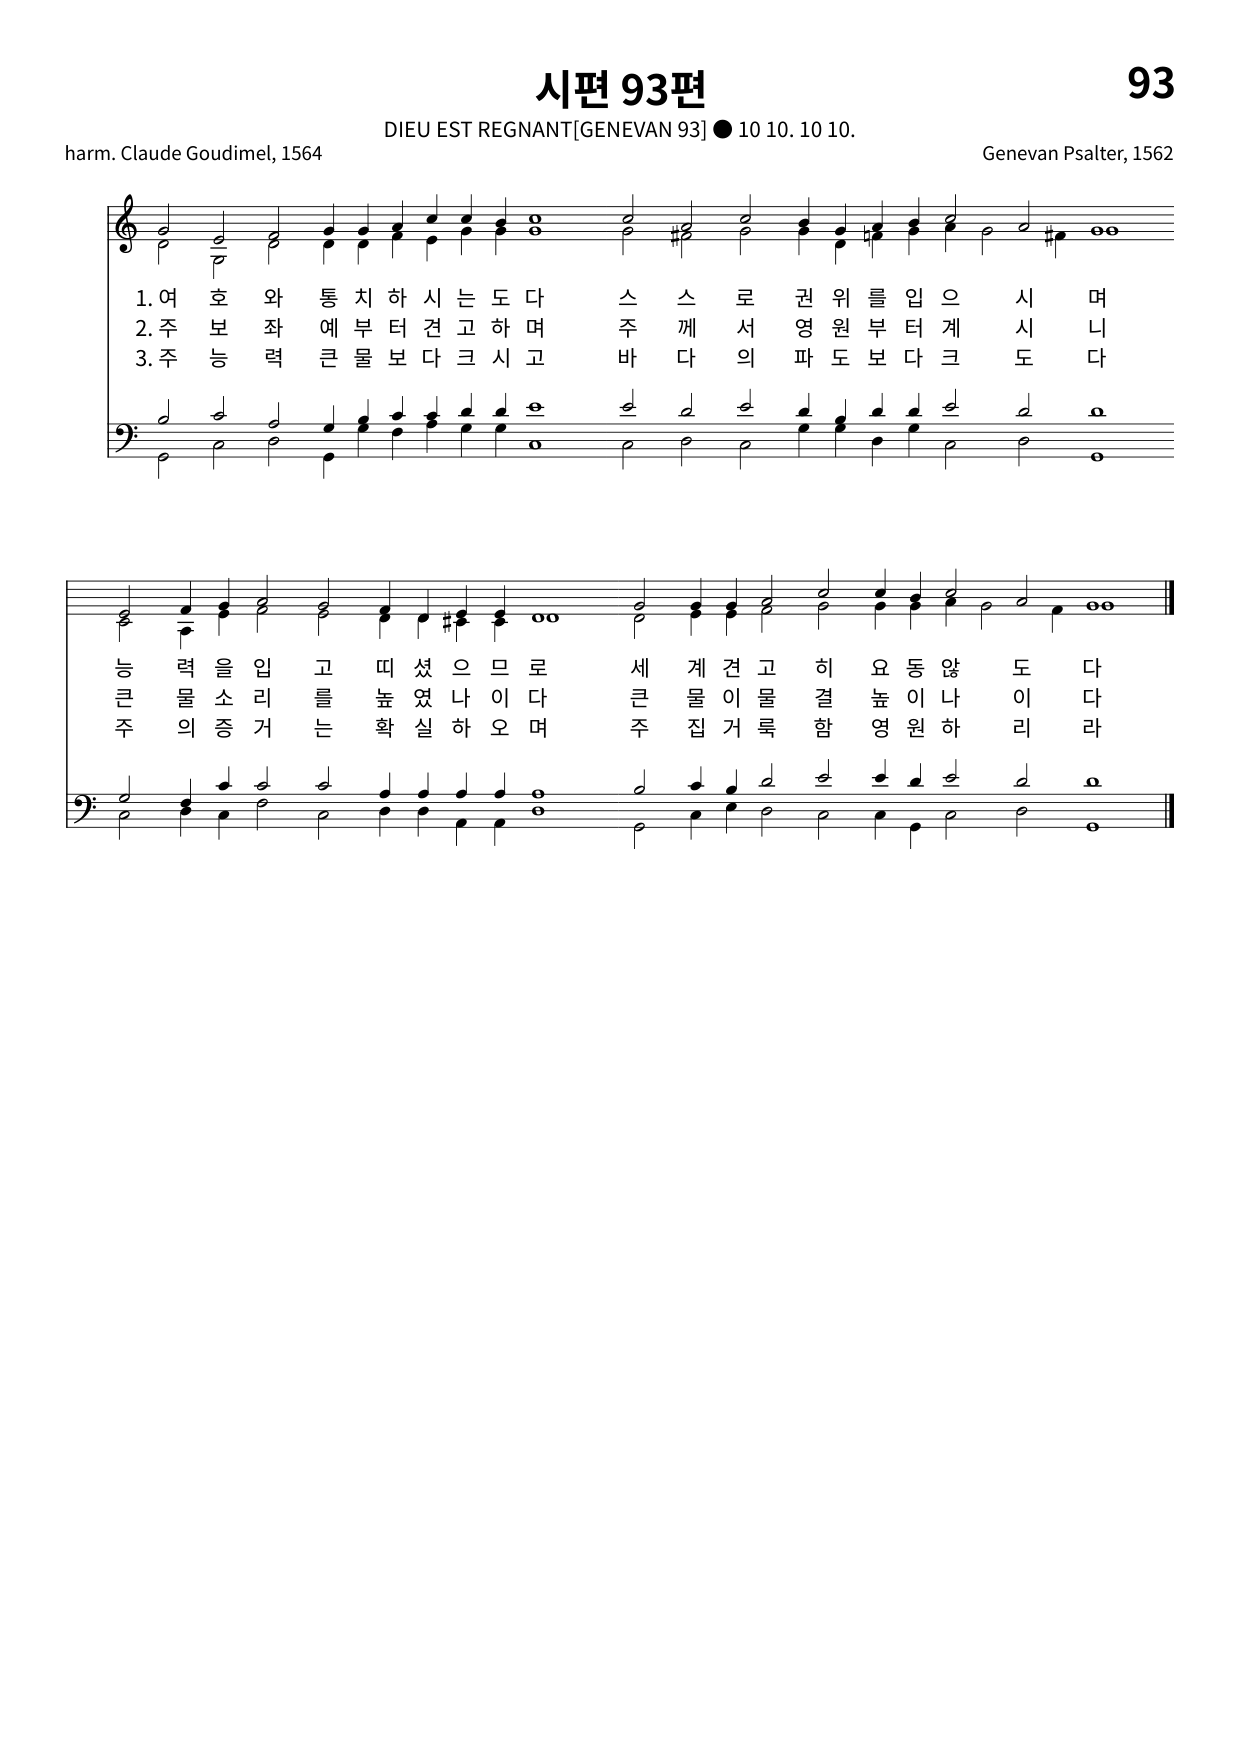 시편 93편
93
DIEU EST REGNANT[GENEVAN 93] ● 10 10. 10 10.
harm. Claude Goudimel, 1564
Genevan Psalter, 1562
1. 여 호 와 통 치 하 시 는 도 다 스 스 로 권 위 를 입 으 시 며
2. 주 보 좌 예 부 터 견 고 하 며 주 께 서 영 원 부 터 계 시 니
3. 주 능 력 큰 물 보 다 크 시 고 바 다 의 파 도 보 다 크 도 다
능 력 을 입 고 띠 셨 으 므 로 세 계 견 고 히 요 동 않 도 다
큰 물 소 리 를 높 였 나 이 다 큰 물 이 물 결 높 이 나 이 다
주 의 증 거 는 확 실 하 오 며 주 집 거 룩 함 영 원 하 리 라